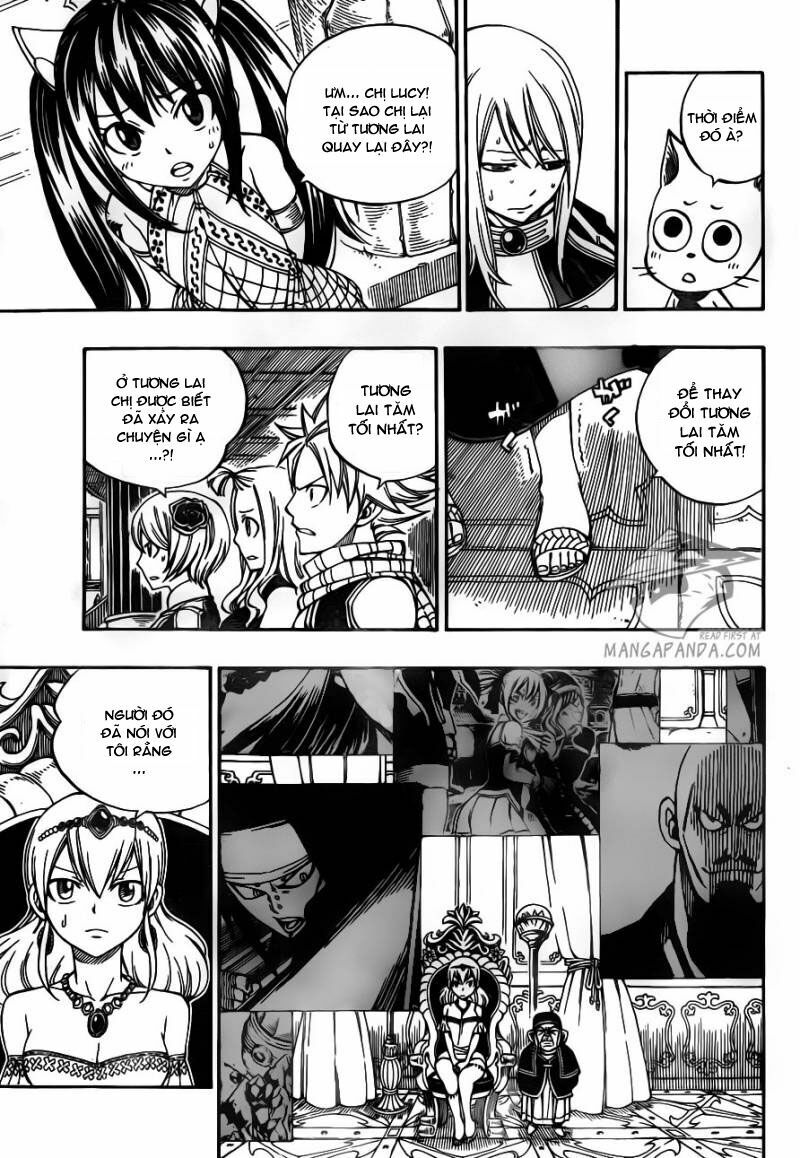 THỜI ĐIỂM
ĐÓ À?
ƯM... CHỊ LUCY!
TẠI SAO CHỊ LẠI
TỪ TƯƠNG LAI
QUAY LẠI ĐÂY?!
ĐỂ THAY
ĐỔI TƯƠNG
LAI TĂM
TỐI NHẤT!
TƯƠNG
LAI TĂM
TỐI NHẤT?
Ở TƯƠNG LAI
CHỊ ĐƯỢC BIẾT
ĐÃ XẢY RA
CHUYỆN GÌ Ạ
...?!
READ FIRST AT
MANGAPANDA.COM
NGƯỜI ĐÓ
ĐÃ NÓI VỚI
TÔI RẰNG
...